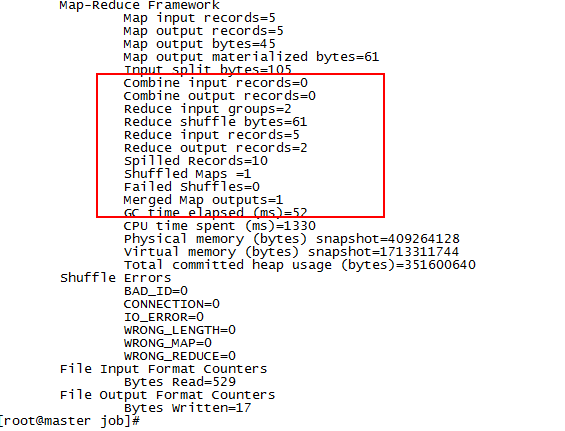 Map-Reduce Framework
Map input records=5
Map output records=5
Map output bytes=45
Map output materialized bytes=61
Input split bytes=105
Combine input records=0
Combine output records=0
Reduce input groups=2
Reduce shuffle bytes=61
Reduce input records=5
Reduce output records=2
Spilled Records=10
Shuffled Maps =1
Failed Shuffles=0
Merged Map outputs=1
GC time elapsed (ms)=52
CPU time spent (ms)=1330
Physical memory (bytes) snapshot=409264128
Virtual memory (bytes) snapshot=1713311744
Total committed heap usage (bytes)=351600640
Shuffle Errors
BAD_ID=0
CONNECTION=0
IO_ERROR=0
WRONG_LENGTH=0
WRONG_MAP=0
WRONG_REDUCE=0
File Input Format Counters
Bytes Read=529
File Output Format Counters
Bytes Written=17
[root@master job]#